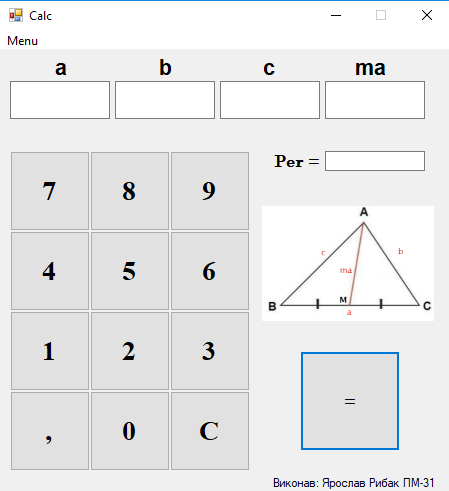 Calc
Menu
a b c ma
Per =
7 8 9
A
c b
ma
4 5 6
B M C
a
1 2 3
=
, 0 C
Виконав: Ярослав Рибак ПМ-31